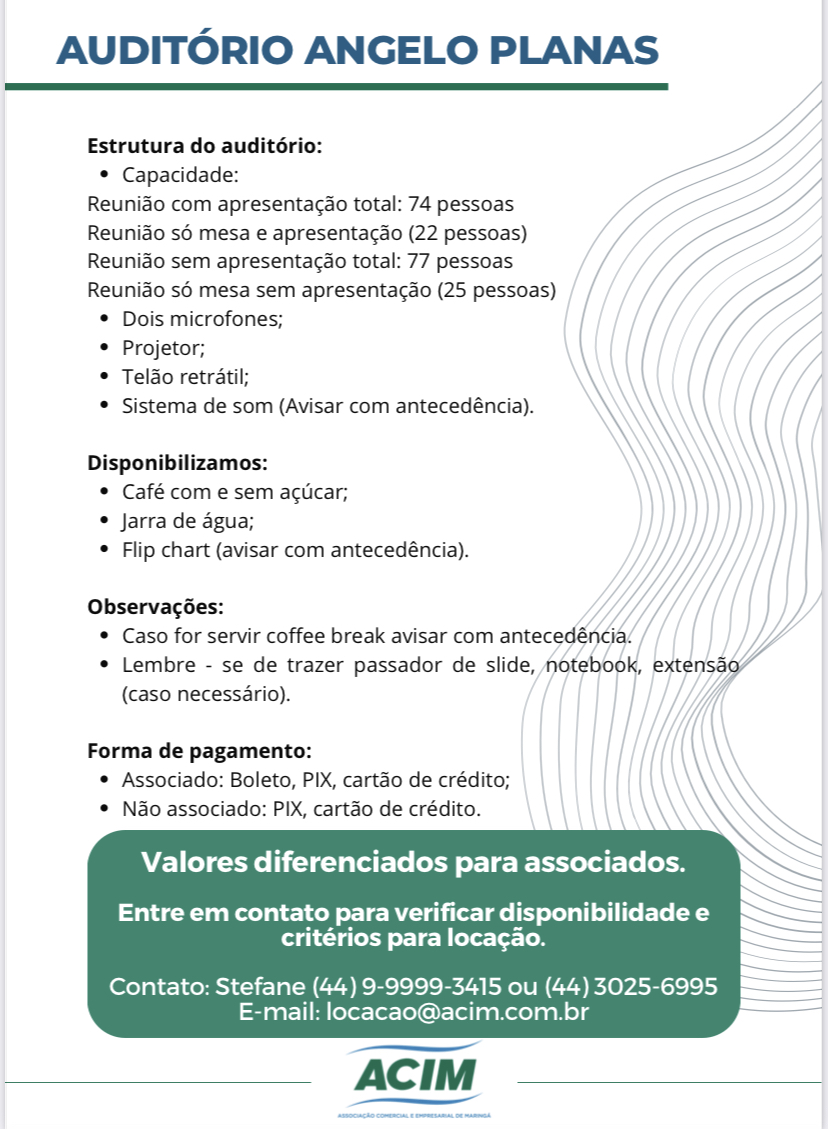 AUDITÓRIO ANGELO PLANAS
Estrutura do auditório:
• Capacidade:
Reunião com apresentação total: 74 pessoas
Reunião só mesa e apresentação (22 pessoas)
Reunião sem apresentação total: 77 pessoas
Reunião só mesa sem apresentação (25 pessoas)
• Dois microfones;
• Projetor;
• Telão retrátil;
• Sistema de som (Avisar com antecedência).
Disponibilizamos:
• Café com e sem açúcar;
• Jarra de água;
• Flip chart (avisar com antecedência).
Observações:
• Caso for servir coffee break avisar com antecedência.
• Lembre - se de trazer passador de slide, notebook, extensão
(caso necessário).
Forma de pagamento:
• Associado: Boleto, PIX, cartão de crédito;
• Não associado: PIX, cartão de crédito.
Valores diferenciados para associados.
Entre em contato para verificar disponibilidade e
critérios para locação.
Contato: Stefane (44) 9-9999-3415 ou (44) 3025-6995
E-mail: locacao@acim.com.br
ACIM
ASSOCIAÇÃO COMERCIAL E EMPRESARIAL DE MARINGÁ